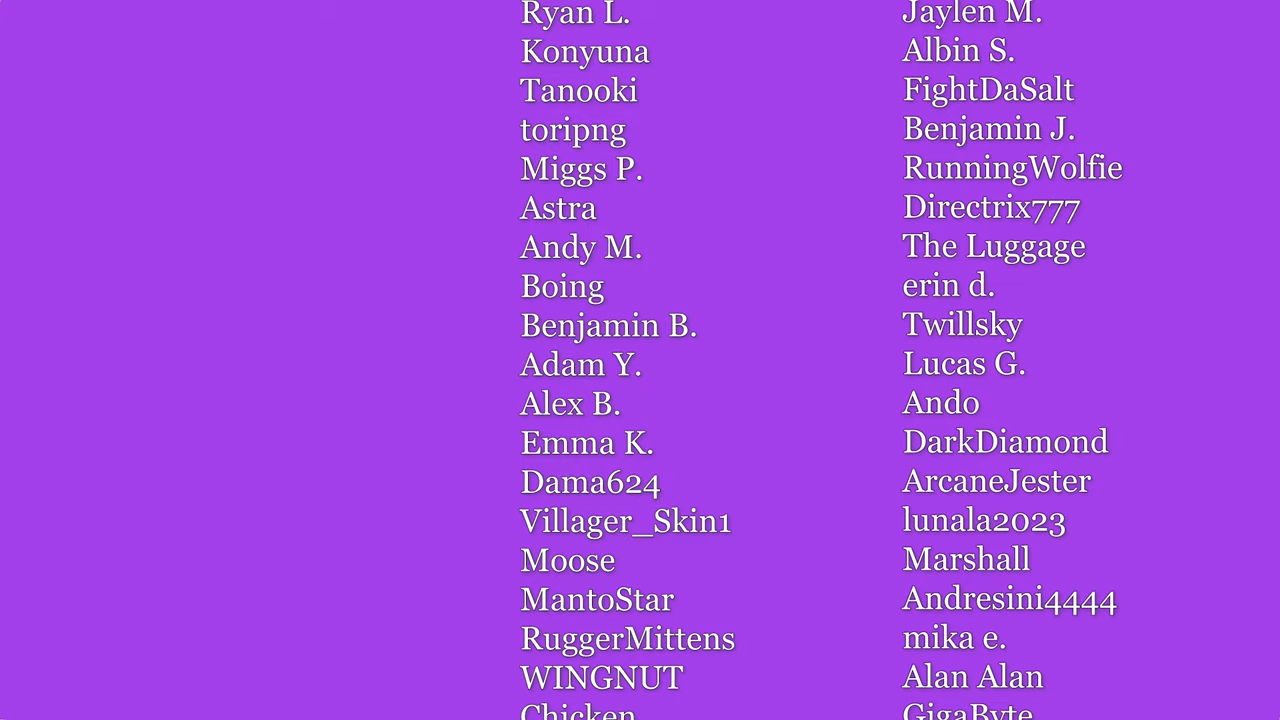 Ryan L.
Konyuna
Tanooki
toripng
Miggs P.
Astra
Andy M.
Boing
Benjamin B.
Adam Y.
Alex B.
Emma K.
Dama624
Villager_Skin1
Moose
MantoStar
RuggerMittens
WINGNUT
Chicken
Jaylen M.
Albin S.
FightDaSalt
Benjamin J.
RunningWolfie
Directrix777
The Luggage
erin d.
Twillsky
Lucas G.
Ando
DarkDiamond
ArcaneJester
lunala2023
Marshall
Andresini4444
mika e.
Alan Alan
GigaByte